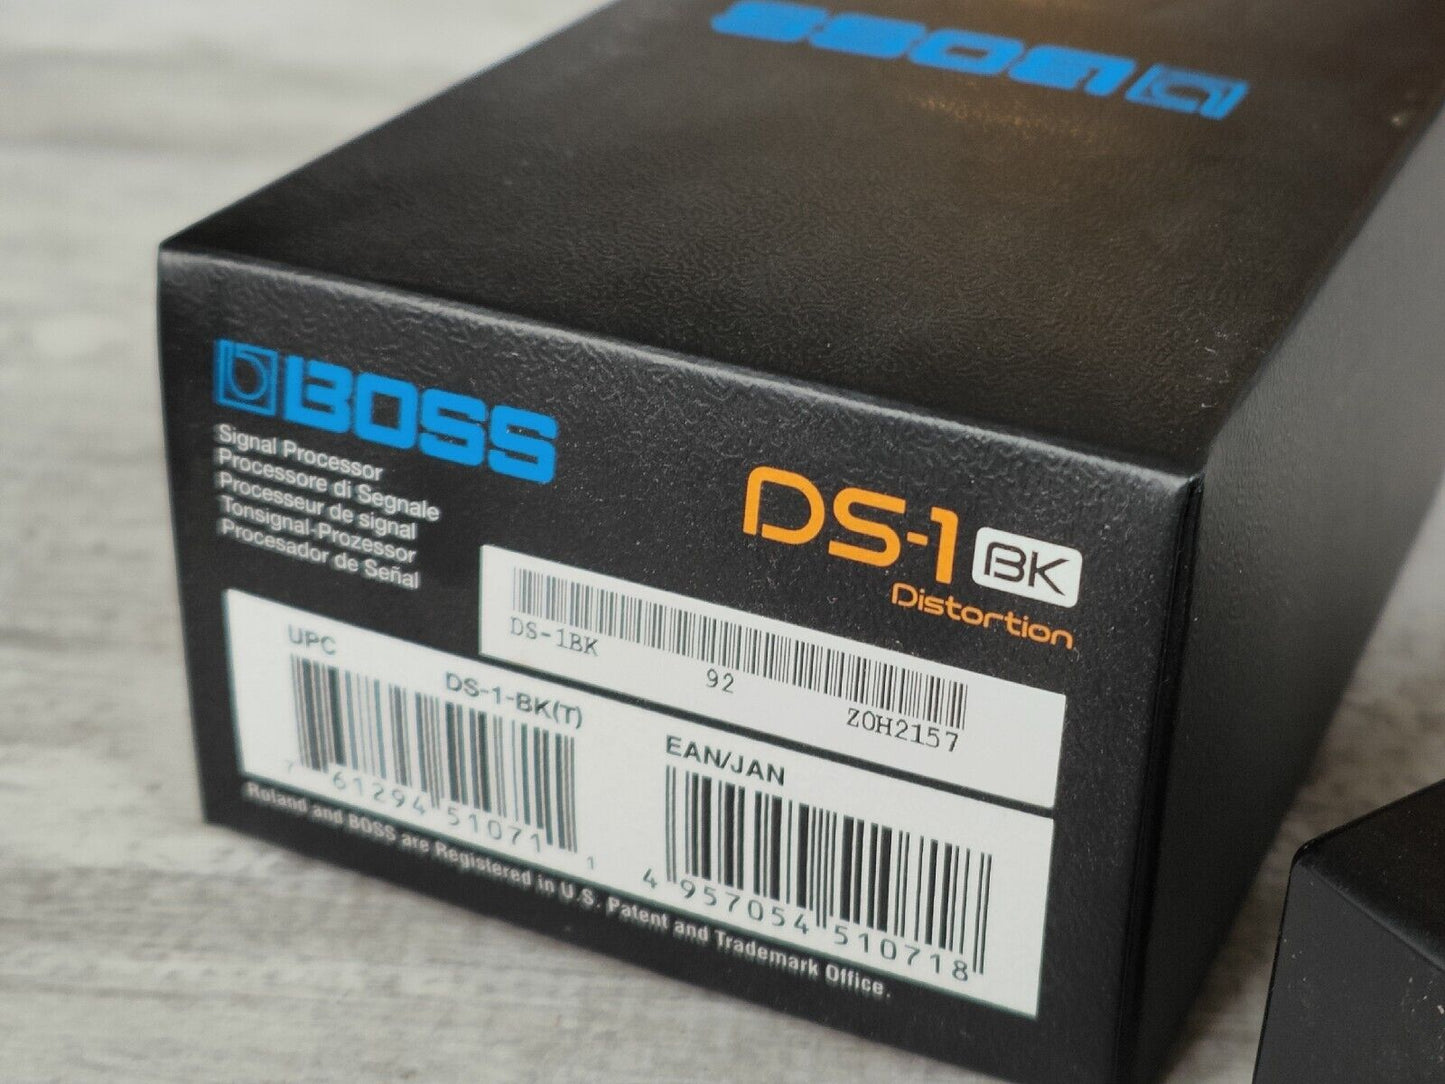 BOSS
BOSS
Signal Processor
Processore di Segnale
Processeur de signal
Tonsignal-Prozessor
Procesador de Señal
DS-1 BK
Distortion
DS-1BK
92
ZOH2157
UPC
DS-1-BK(T)
7 61294 51071 1
EAN/JAN
4 957054 510718
Roland and BOSS are Registered in U.S. Patent and Trademark Office.